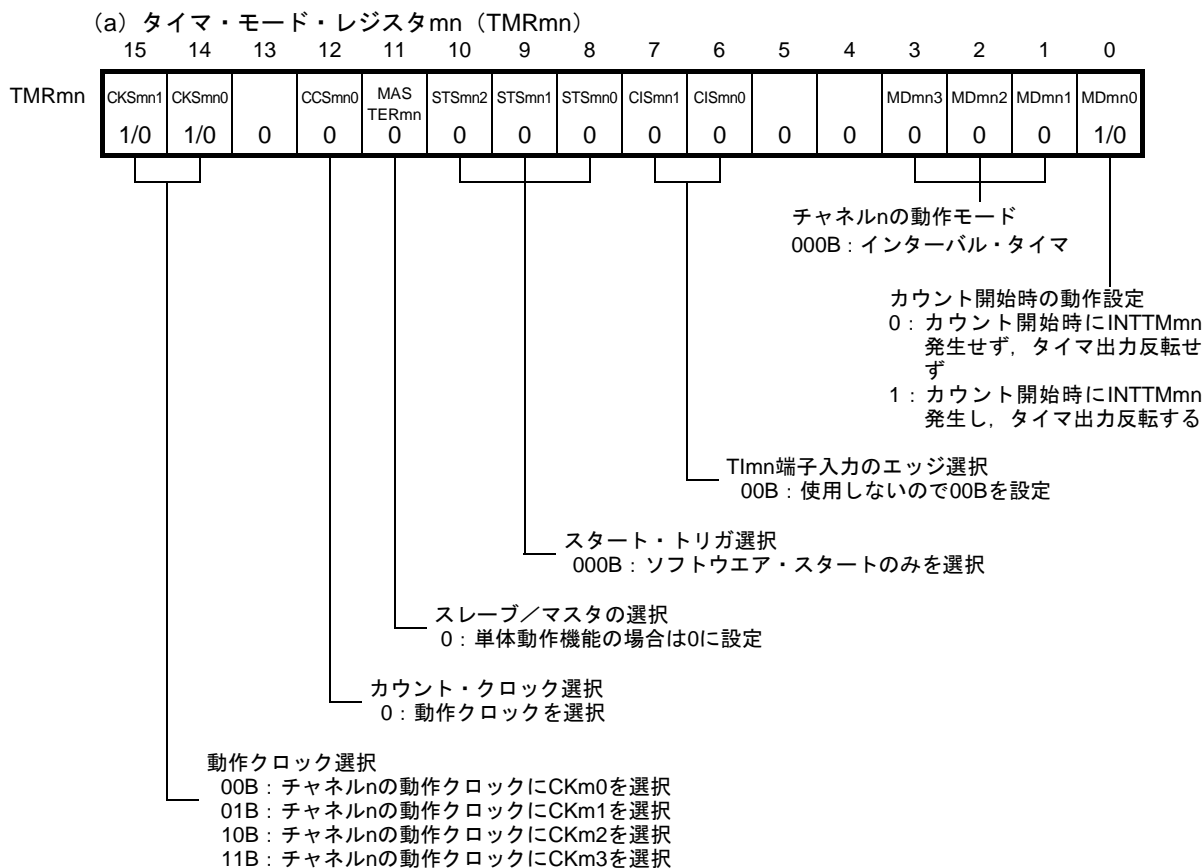 (a) タイマ・モード・レジスタmn（TMRmn）
15 14 13 12 11 10 9 8 7 6 5 4 3 2 1 0
TMRmn CKSmn1 CKSmn0 CCSmn0 MAS TERmn STSmn2 STSmn1 STSmn0 CISmn1 CISmn0 MDmn3 MDmn2 MDmn1 MDmn0
1/0 1/0 0 0 0 0 0 0 0 0 0 0 0 0 0 1/0
チャネルnの動作モード
000B：インターバル・タイマ
カウント開始時の動作設定
0：カウント開始時にINTTMmn
発生せず，タイマ出力反転せ
ず
1：カウント開始時にINTTMmn
発生し，タイマ出力反転する
TImn端子入力のエッジ選択
00B：使用しないので00Bを設定
スタート・トリガ選択
000B：ソフトウエア・スタートのみを選択
スレーブ／マスタの選択
0：単体動作機能の場合は0に設定
カウント・クロック選択
0：動作クロックを選択
動作クロック選択
00B：チャネルnの動作クロックにCKm0を選択
01B：チャネルnの動作クロックにCKm1を選択
10B：チャネルnの動作クロックにCKm2を選択
11B：チャネルnの動作クロックにCKm3を選択